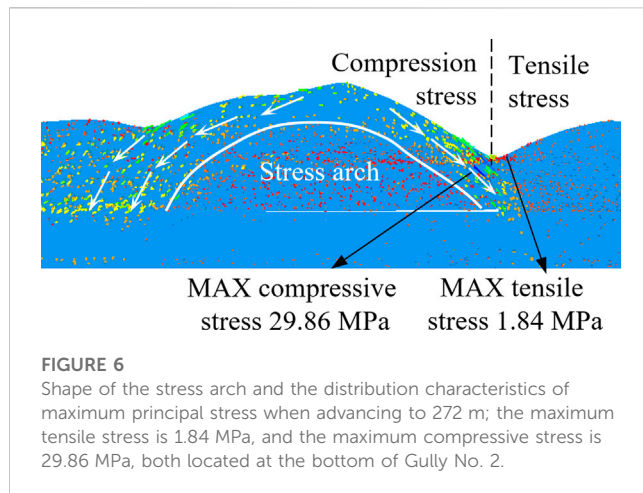 Compression Tensile
stress stress
Stress arch
MAX compressive MAX tensile
stress 29.86 MPa stress 1.84 MPa
FIGURE 6
Shape of the stress arch and the distribution characteristics of
maximum principal stress when advancing to 272 m; the maximum
tensile stress is 1.84 MPa, and the maximum compressive stress is
29.86 MPa, both located at the bottom of Gully No. 2.